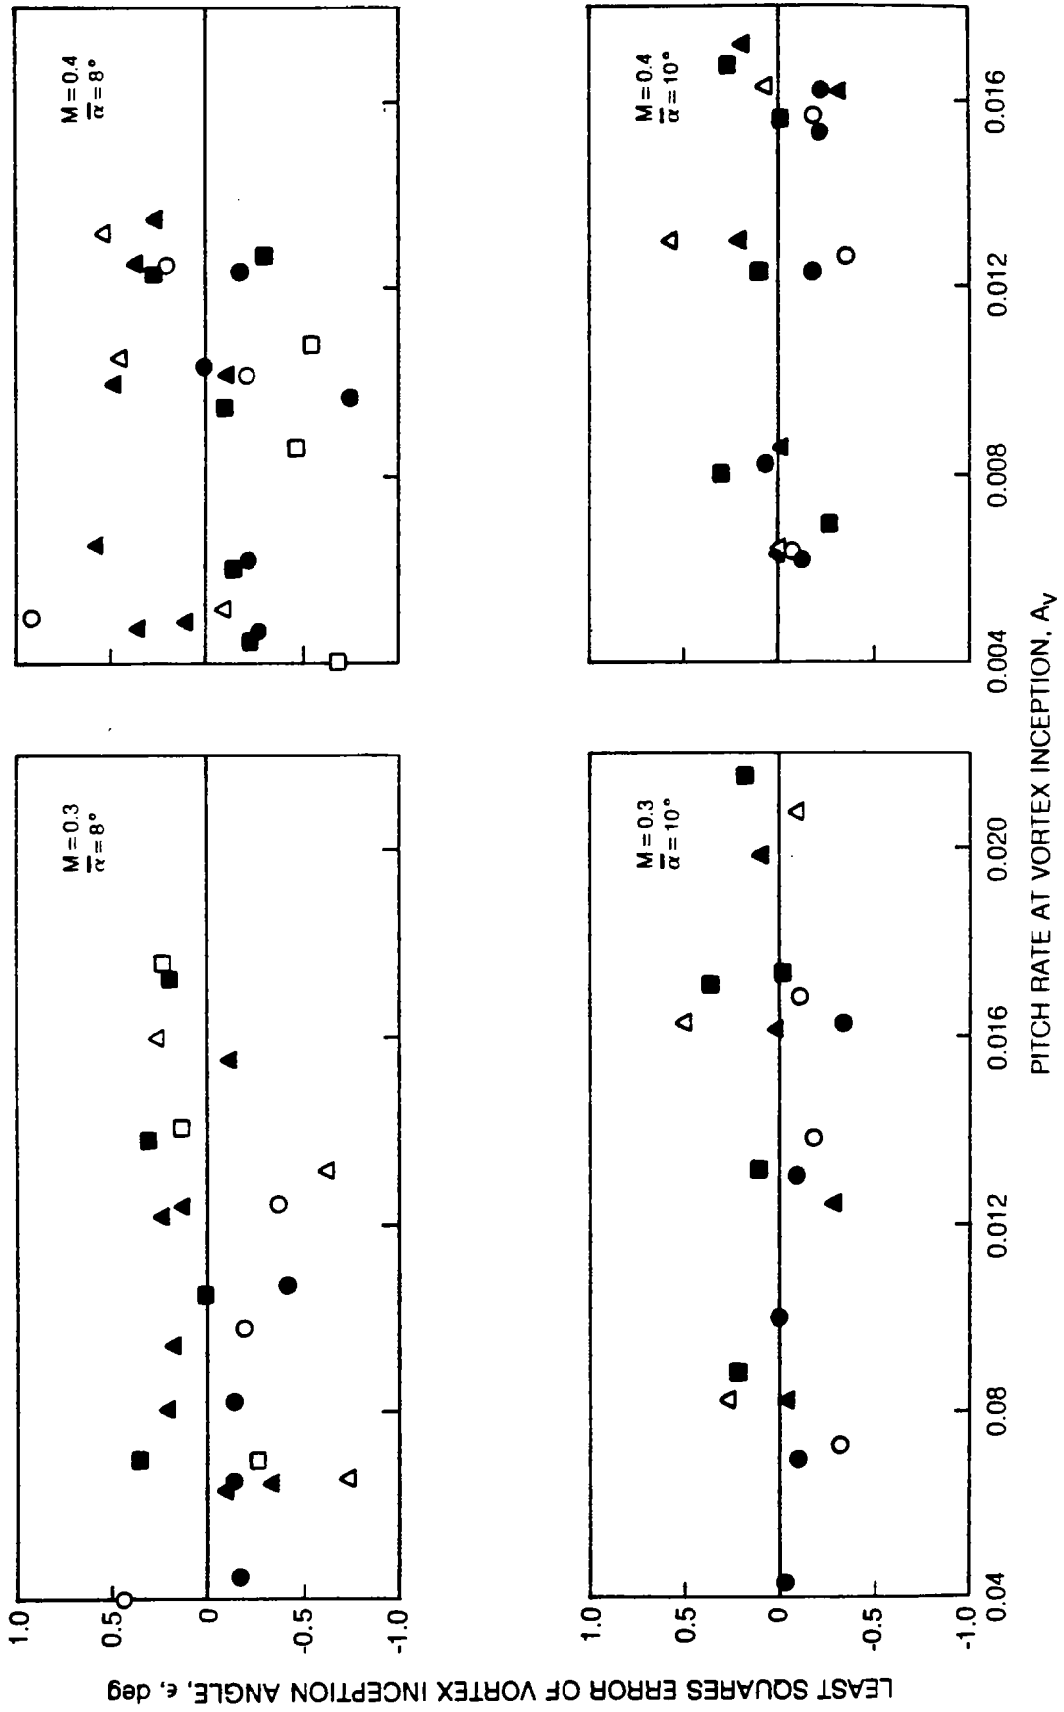 LEAST SQUARES ERROR OF VORTEX INCEPTION ANGLE, ϵ, deg
1.0
0.5
0
-0.5
-1.0
M = 0.3
ᾱ = 8°
M = 0.4
ᾱ = 8°
1.0
0.5
0
-0.5
-1.0
M = 0.3
ᾱ = 10°
M = 0.4
ᾱ = 10°
0.04 0.08 0.012 0.016 0.020
0.004 0.008 0.012 0.016
PITCH RATE AT VORTEX INCEPTION, Av